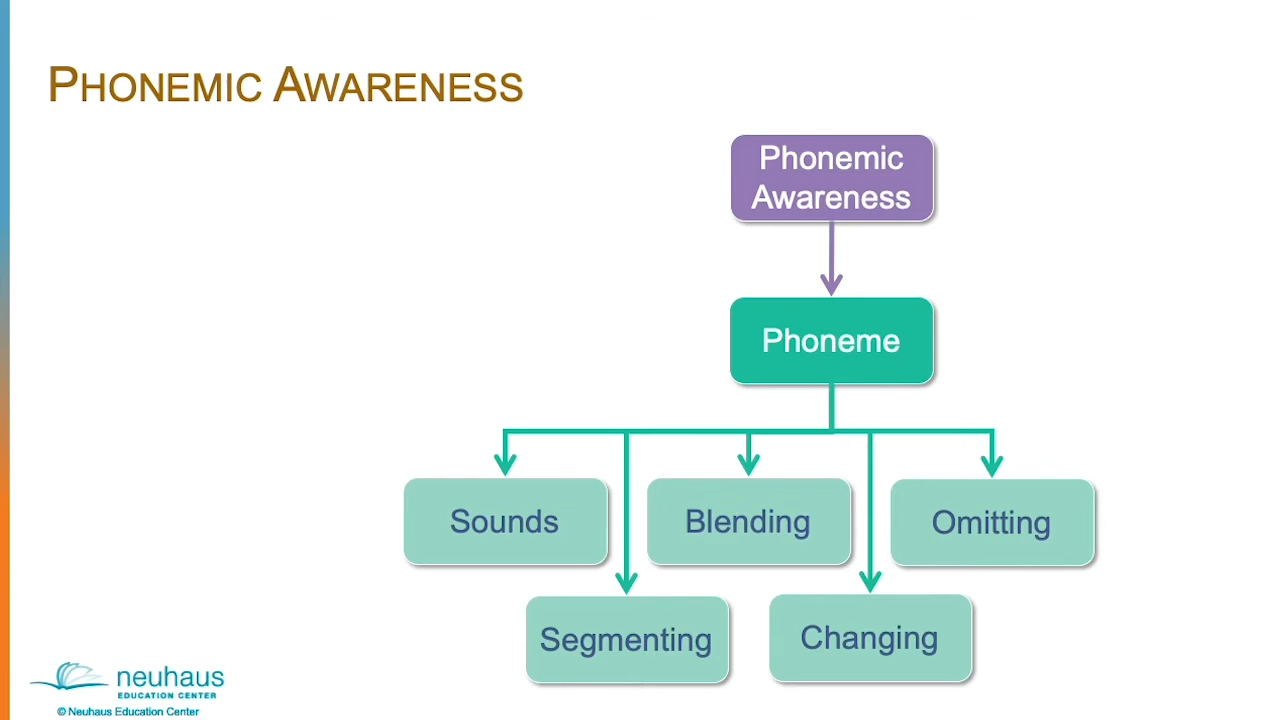 PHONEMIC AWARENESS
Phonemic
Awareness
Phoneme
Sounds
Blending
Omitting
Segmenting
Changing
neuhaus
EDUCATION CENTER
© Neuhaus Education Center